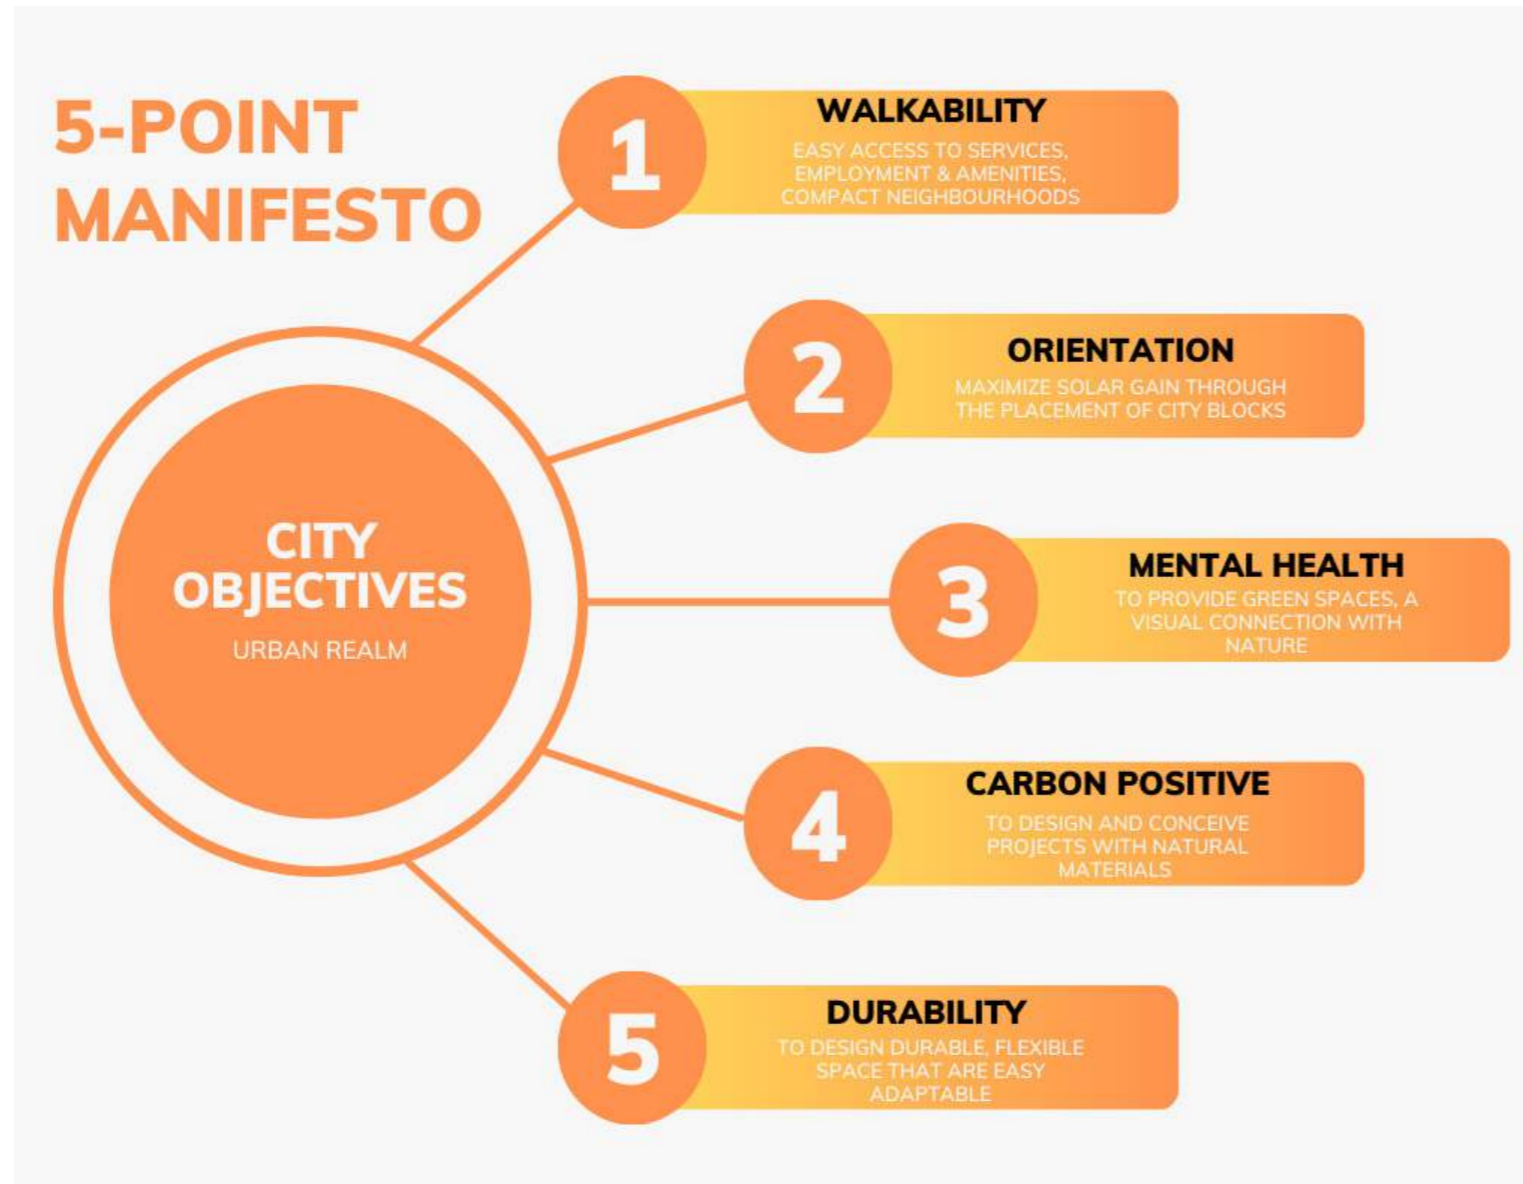 5-POINT
MANIFESTO
CITY
OBJECTIVES
URBAN REALM
1
WALKABILITY
EASY ACCESS TO SERVICES,
EMPLOYMENT & AMENITIES,
COMPACT NEIGHBOURHOODS
2
ORIENTATION
MAXIMIZE SOLAR GAIN THROUGH
THE PLACEMENT OF CITY BLOCKS
3
MENTAL HEALTH
TO PROVIDE GREEN SPACES, A
VISUAL CONNECTION WITH
NATURE
4
CARBON POSITIVE
TO DESIGN AND CONCEIVE
PROJECTS WITH NATURAL
MATERIALS
5
DURABILITY
TO DESIGN DURABLE, FLEXIBLE
SPACE THAT ARE EASY
ADAPTABLE